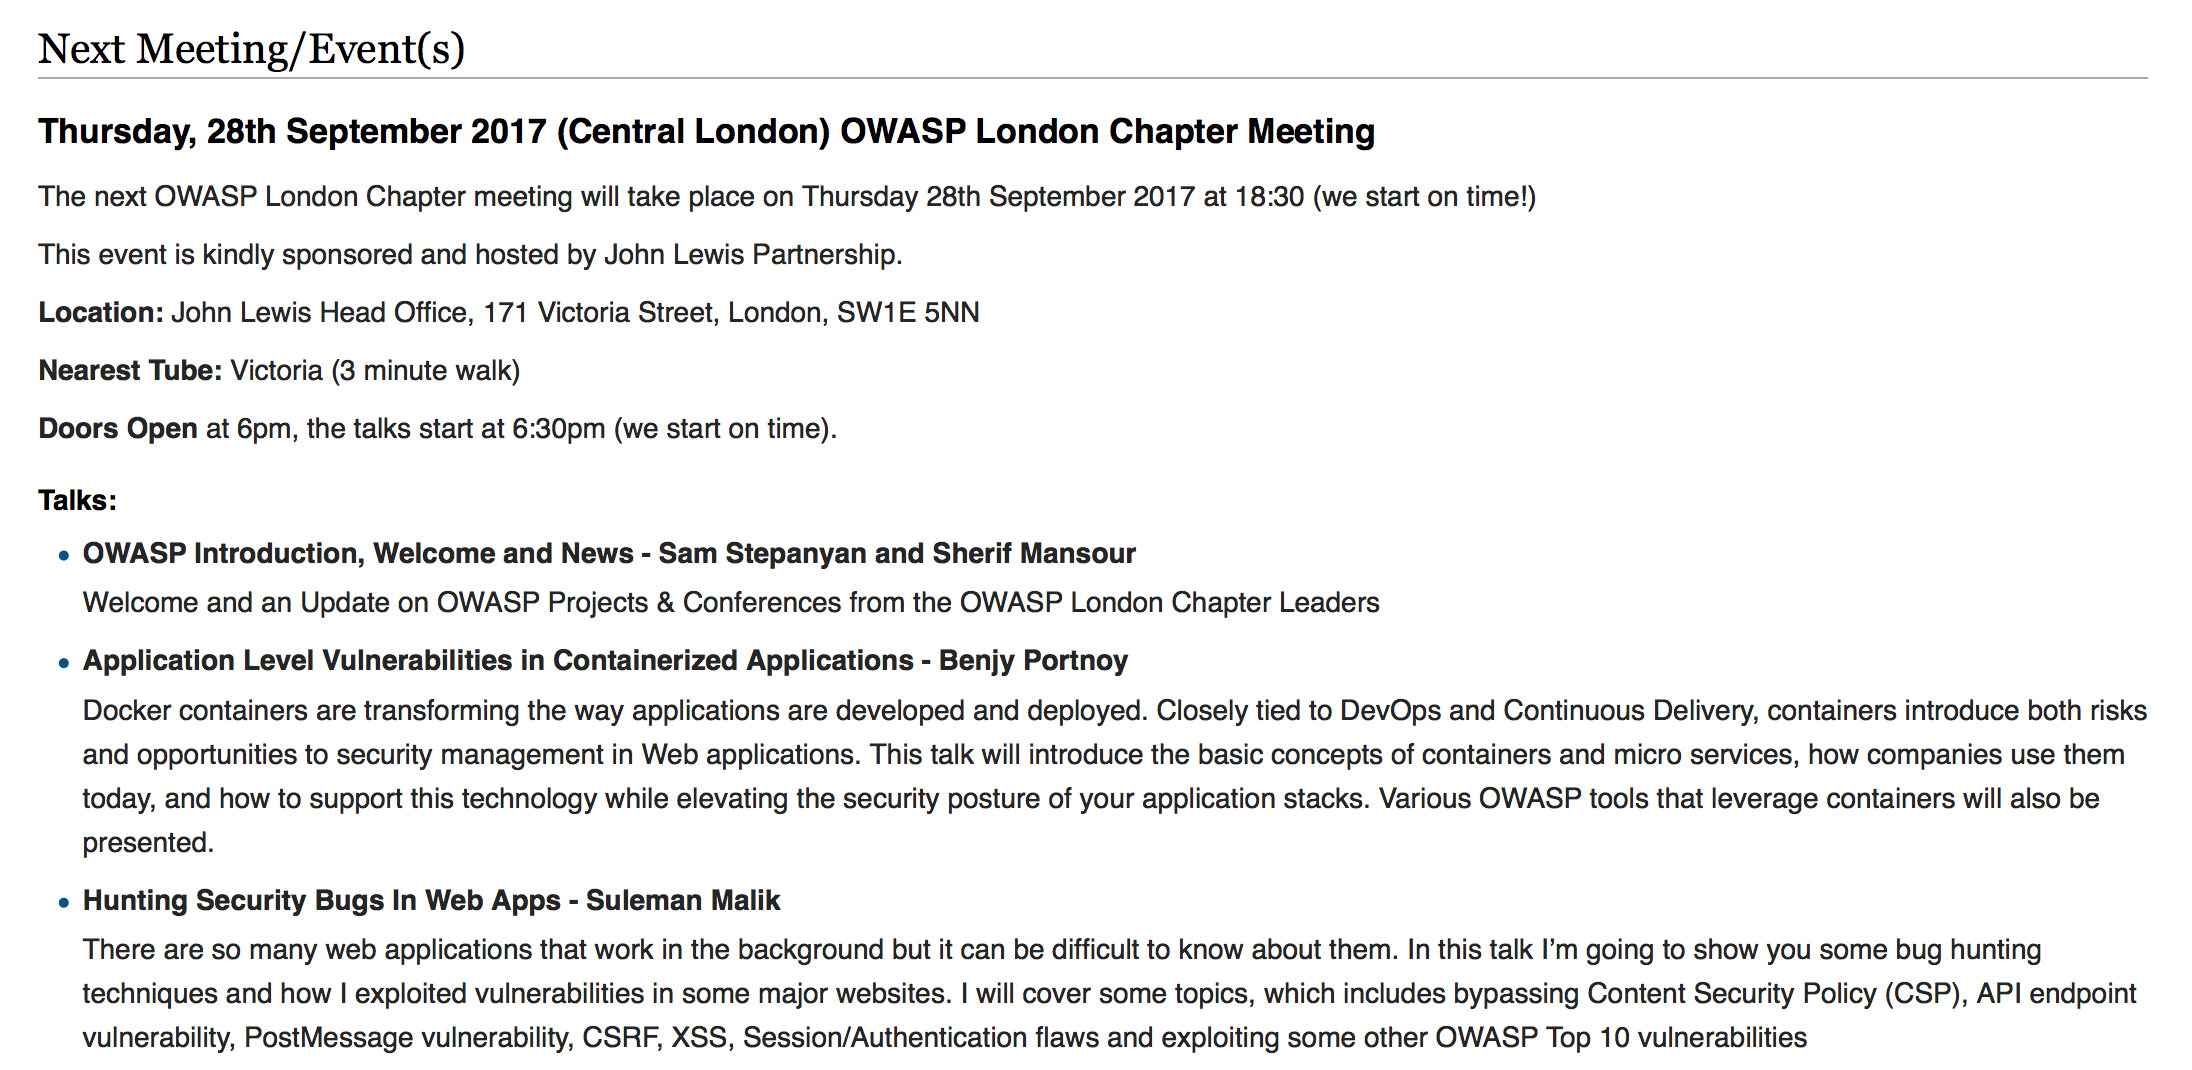 Next Meeting/Event(s)
Thursday, 28th September 2017 (Central London) OWASP London Chapter Meeting
The next OWASP London Chapter meeting will take place on Thursday 28th September 2017 at 18:30 (we start on time!)
This event is kindly sponsored and hosted by John Lewis Partnership.
Location: John Lewis Head Office, 171 Victoria Street, London, SW1E 5NN
Nearest Tube: Victoria (3 minute walk)
Doors Open at 6pm, the talks start at 6:30pm (we start on time).
Talks:
• OWASP Introduction, Welcome and News - Sam Stepanyan and Sherif Mansour
Welcome and an Update on OWASP Projects & Conferences from the OWASP London Chapter Leaders
• Application Level Vulnerabilities in Containerized Applications - Benjy Portnoy
Docker containers are transforming the way applications are developed and deployed. Closely tied to DevOps and Continuous Delivery, containers introduce both risks
and opportunities to security management in Web applications. This talk will introduce the basic concepts of containers and micro services, how companies use them
today, and how to support this technology while elevating the security posture of your application stacks. Various OWASP tools that leverage containers will also be
presented.
• Hunting Security Bugs In Web Apps - Suleman Malik
There are so many web applications that work in the background but it can be difficult to know about them. In this talk I’m going to show you some bug hunting
techniques and how I exploited vulnerabilities in some major websites. I will cover some topics, which includes bypassing Content Security Policy (CSP), API endpoint
vulnerability, PostMessage vulnerability, CSRF, XSS, Session/Authentication flaws and exploiting some other OWASP Top 10 vulnerabilities